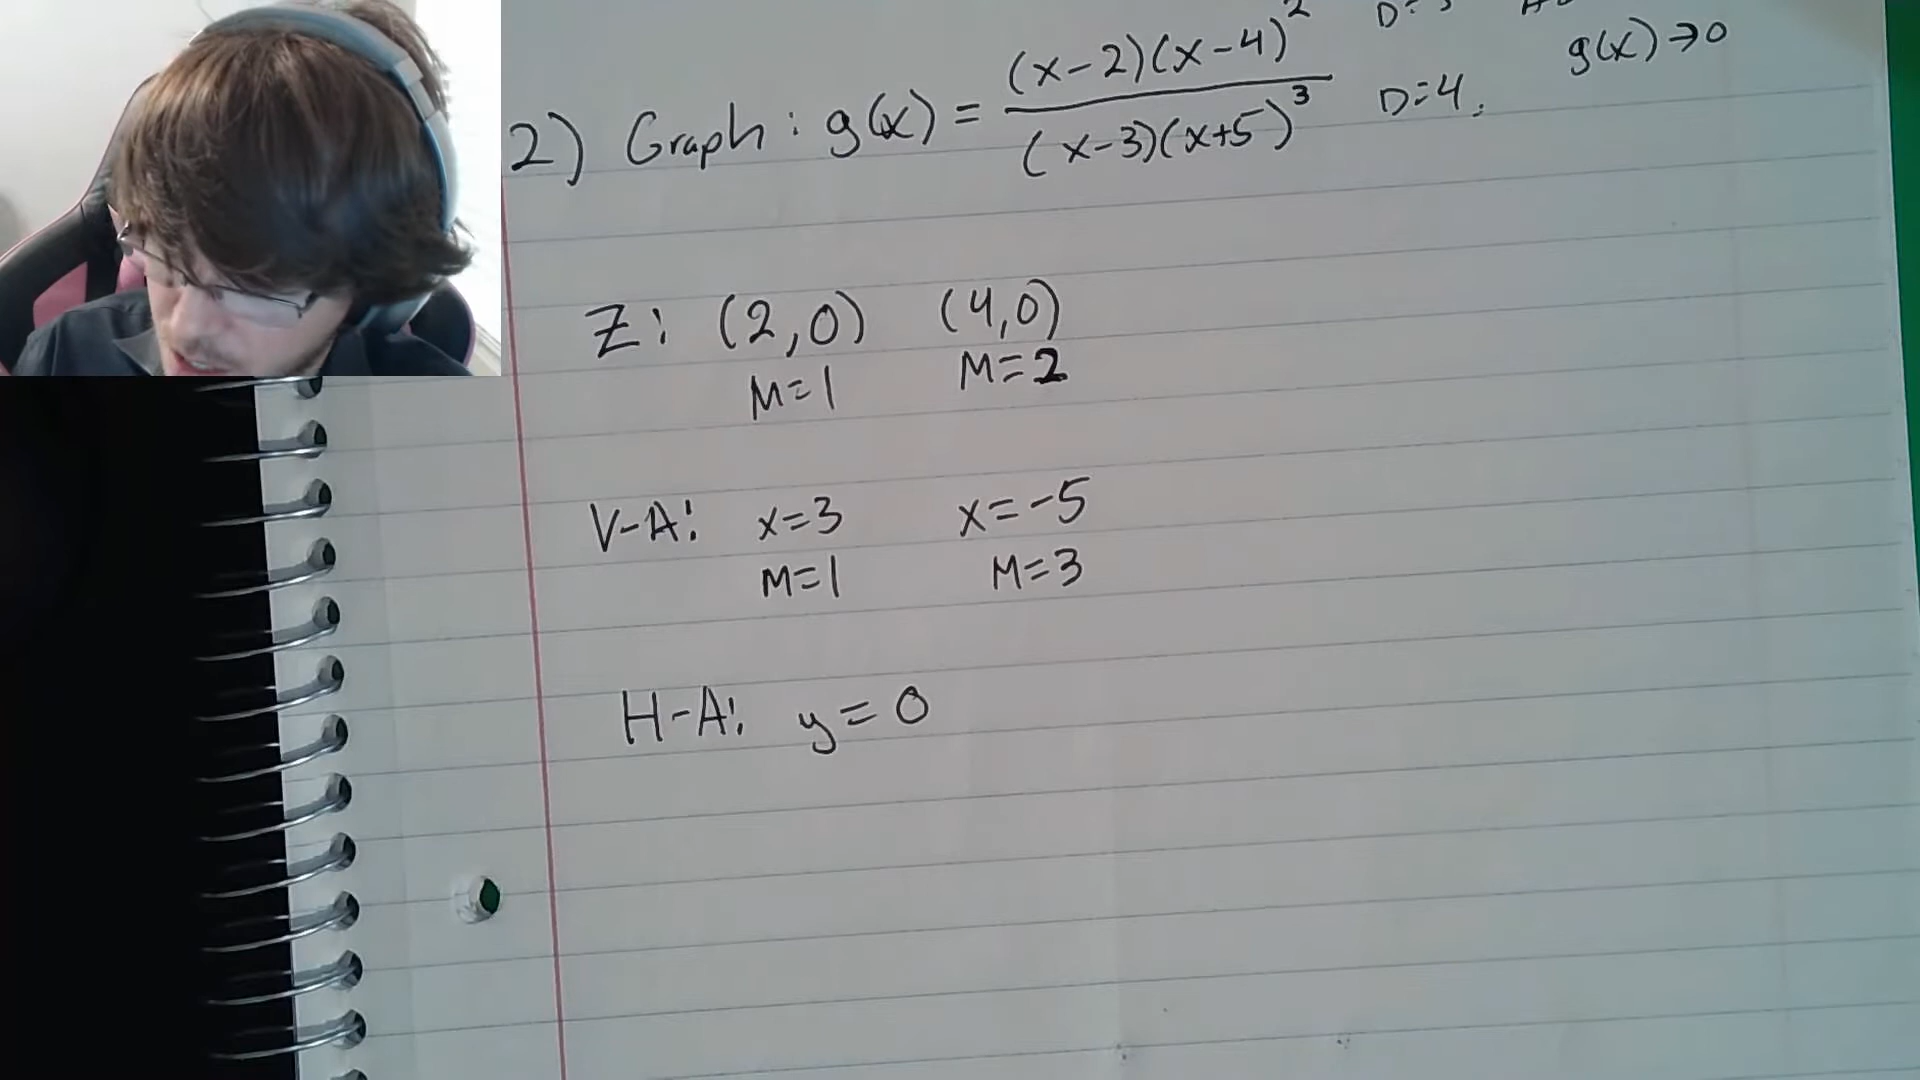 2) Graph: g(x) = (x-2)(x-4)² / (x-3)(x+5)³
D=4
g(x)→0
Z: (2,0) (4,0)
M=1 M=2
V-A: x=3 x=-5
M=1 M=3
H-A: y=0